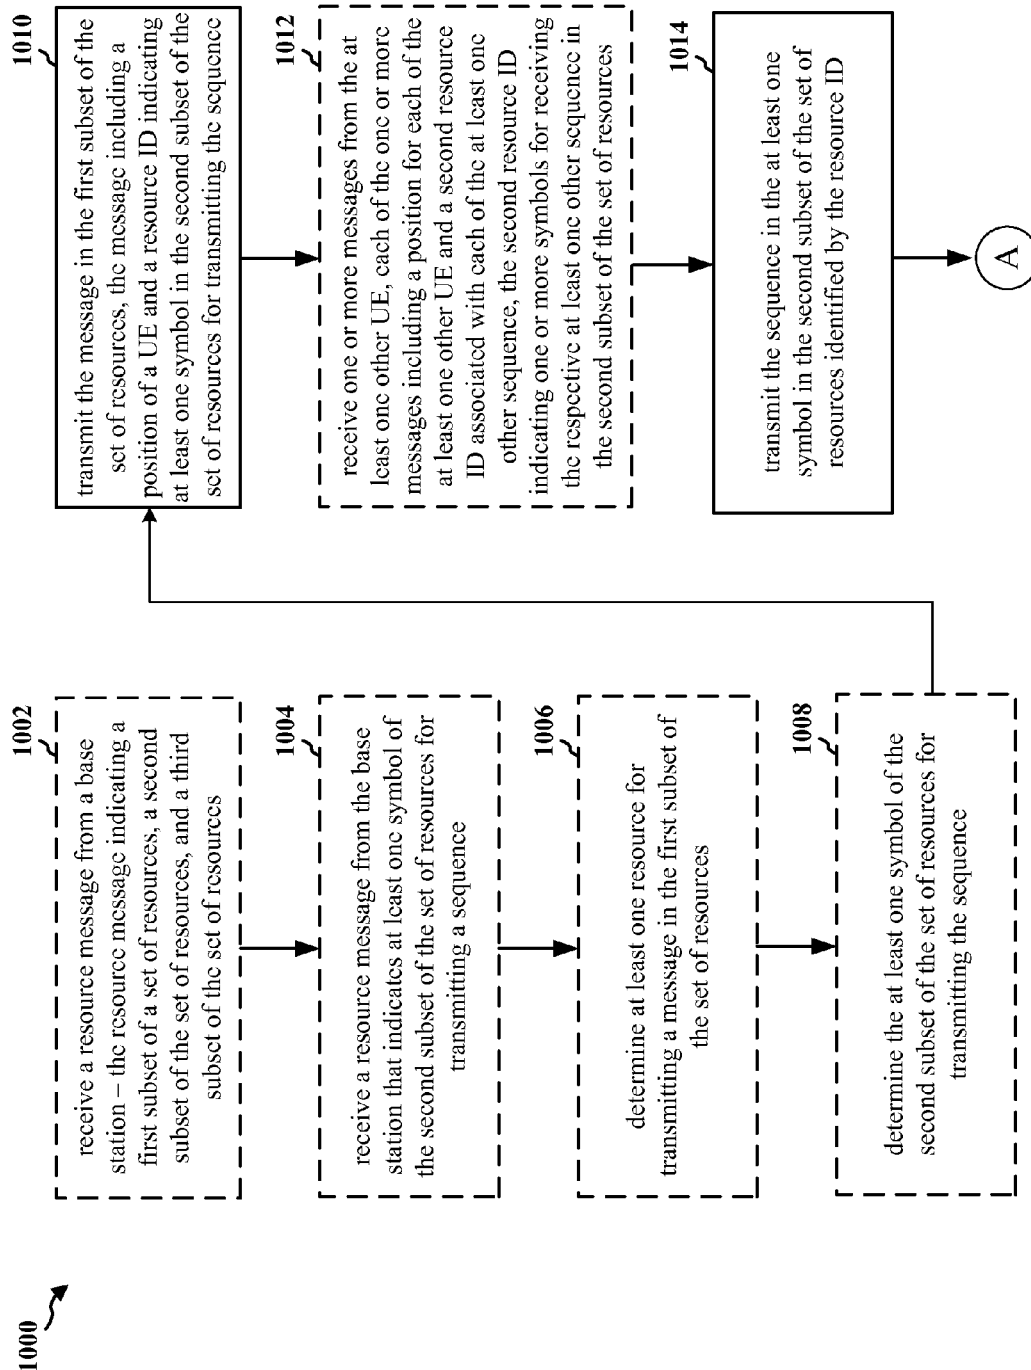 1000
1002
receive a resource message from a base
station – the resource message indicating a
first subset of a set of resources, a second
subset of the set of resources, and a third
subset of the set of resources
1004
receive a resource message from the base
station that indicates at least one symbol of
the second subset of the set of resources for
transmitting a sequence
1006
determine at least one resource for
transmitting a message in the first subset of
the set of resources
1008
determine the at least one symbol of the
second subset of the set of resources for
transmitting the sequence
1010
transmit the message in the first subset of the
set of resources, the message including a
position of a UE and a resource ID indicating
at least one symbol in the second subset of the
set of resources for transmitting the sequence
1012
receive one or more messages from the at
least one other UE, each of the one or more
messages including a position for each of the
at least one other UE and a second resource
ID associated with each of the at least one
other sequence, the second resource ID
indicating one or more symbols for receiving
the respective at least one other sequence in
the second subset of the set of resources
1014
transmit the sequence in the at least one
symbol in the second subset of the set of
resources identified by the resource ID
A